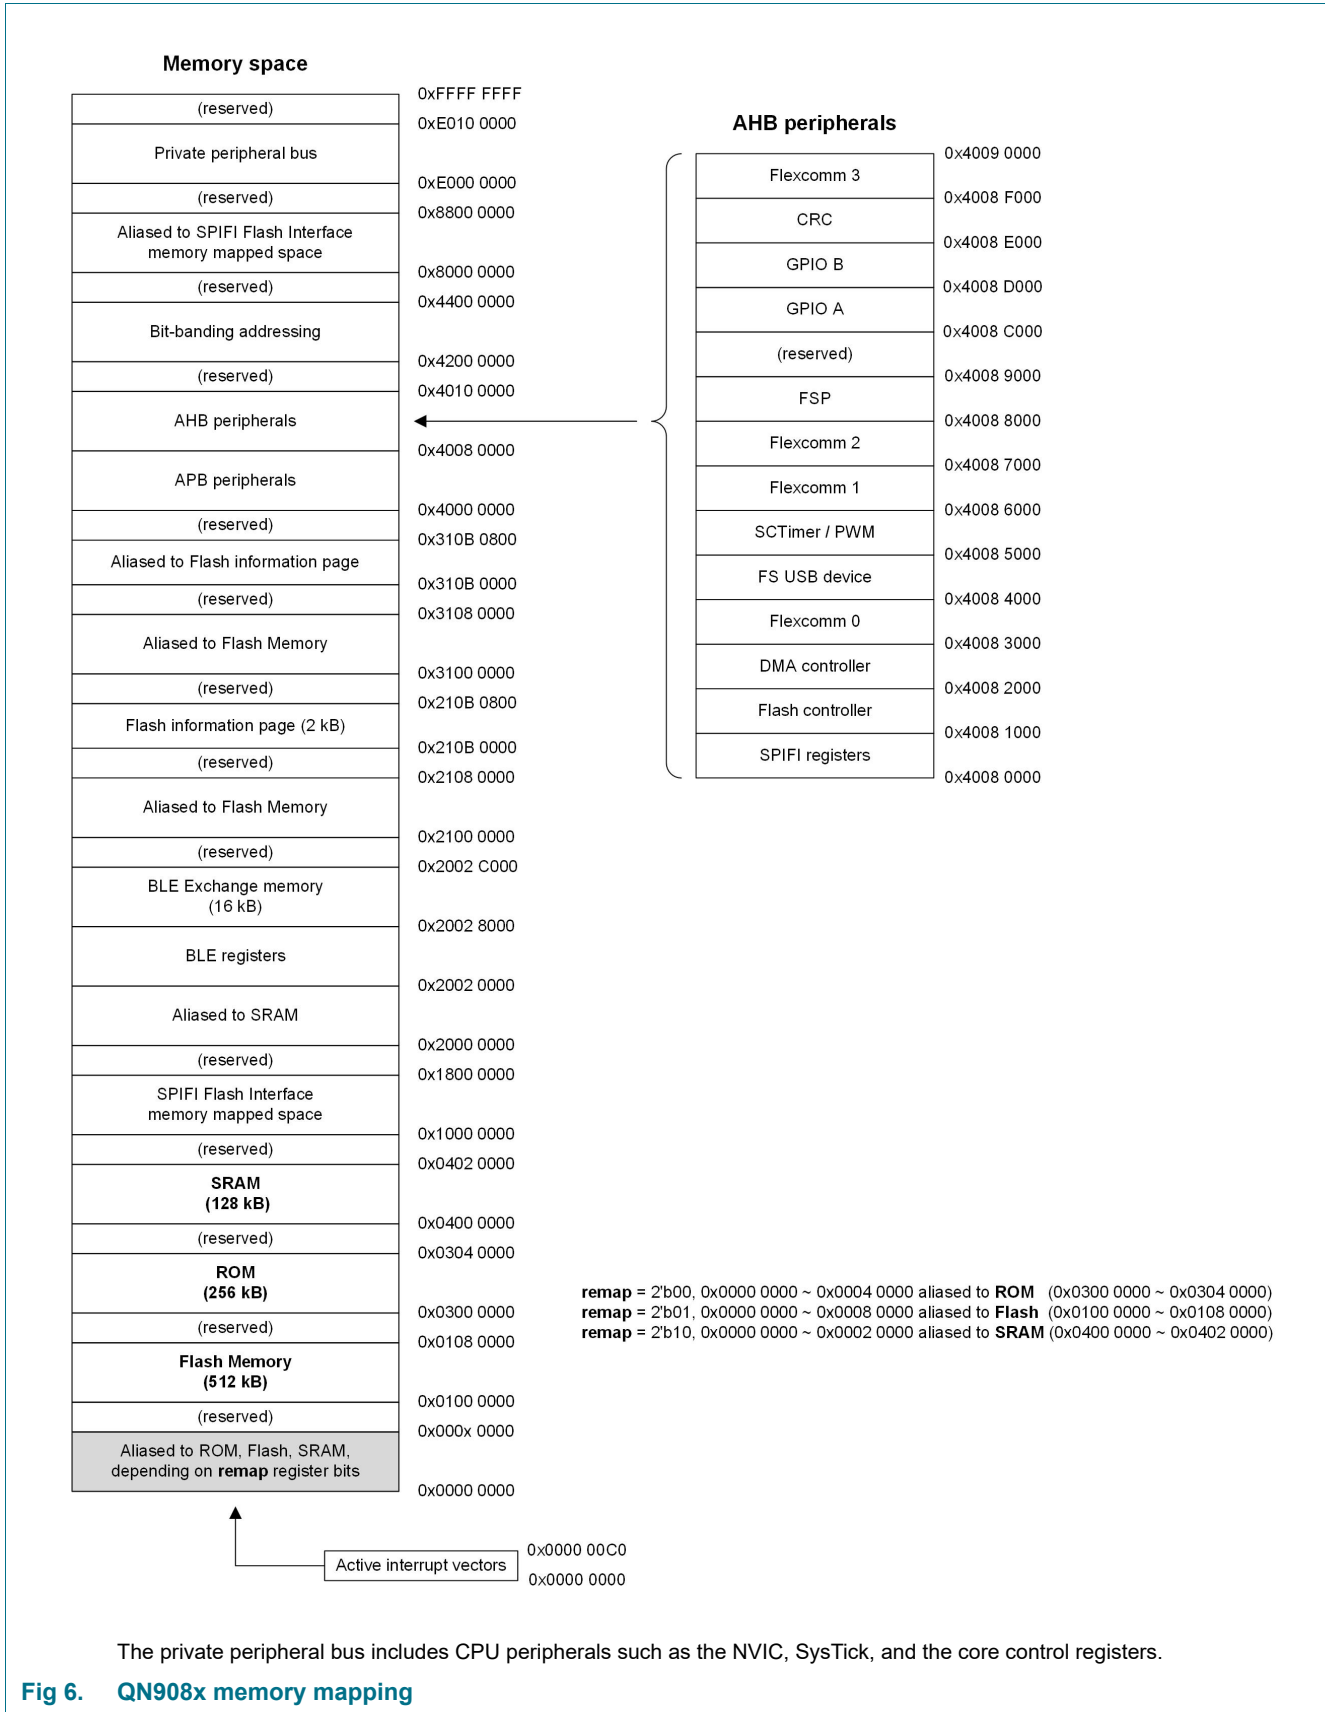 Memory space
0xFFFF FFFF
(reserved)
0xE010 0000
Private peripheral bus
0xE000 0000
(reserved)
0x8800 0000
Aliased to SPIFI Flash Interface
memory mapped space
0x8000 0000
(reserved)
0x4400 0000
Bit-banding addressing
0x4200 0000
(reserved)
0x4010 0000
AHB peripherals
0x4008 0000
APB peripherals
0x4000 0000
(reserved)
0x310B 0800
Aliased to Flash information page
0x310B 0000
(reserved)
0x3108 0000
Aliased to Flash Memory
0x3100 0000
(reserved)
0x210B 0800
Flash information page (2 kB)
0x210B 0000
(reserved)
0x2108 0000
Aliased to Flash Memory
0x2100 0000
(reserved)
0x2002 C000
BLE Exchange memory
(16 kB)
0x2002 8000
BLE registers
0x2002 0000
Aliased to SRAM
0x2000 0000
(reserved)
0x1800 0000
SPIFI Flash Interface
memory mapped space
0x1000 0000
(reserved)
0x0402 0000
SRAM
(128 kB)
0x0400 0000
(reserved)
0x0304 0000
ROM
(256 kB)
0x0300 0000
(reserved)
0x0108 0000
Flash Memory
(512 kB)
0x0100 0000
(reserved)
0x000x 0000
Aliased to ROM, Flash, SRAM,
depending on remap register bits
0x0000 0000
Active interrupt vectors
0x0000 00C0
0x0000 0000
AHB peripherals
0x4009 0000
Flexcomm 3
0x4008 F000
CRC
0x4008 E000
GPIO B
0x4008 D000
GPIO A
0x4008 C000
(reserved)
0x4008 9000
FSP
0x4008 8000
Flexcomm 2
0x4008 7000
Flexcomm 1
0x4008 6000
SCTimer / PWM
0x4008 5000
FS USB device
0x4008 4000
Flexcomm 0
0x4008 3000
DMA controller
0x4008 2000
Flash controller
0x4008 1000
SPIFI registers
0x4008 0000
remap = 2'b00, 0x0000 0000 ~ 0x0004 0000 aliased to ROM (0x0300 0000 ~ 0x0304 0000)
remap = 2'b01, 0x0000 0000 ~ 0x0008 0000 aliased to Flash (0x0100 0000 ~ 0x0108 0000)
remap = 2'b10, 0x0000 0000 ~ 0x0002 0000 aliased to SRAM (0x0400 0000 ~ 0x0402 0000)
The private peripheral bus includes CPU peripherals such as the NVIC, SysTick, and the core control registers.
Fig 6. QN908x memory mapping